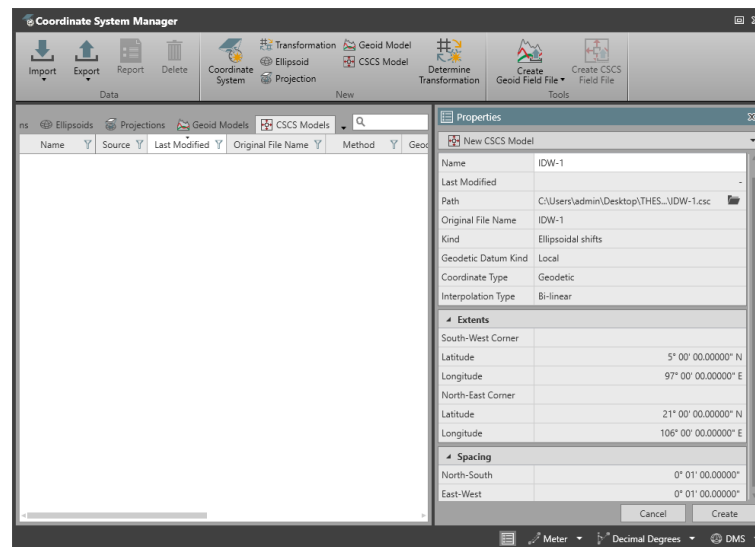 Coordinate System Manager
Import
Export
Report
Delete
Data
Coordinate System
Transformation
Ellipsoid
Projection
Geoid Model
CSCS Model
New
Determine Transformation
Create Geoid Field File
Create CSCS Field File
Tools
ns Ellipsoids Projections Geoid Models CSCS Models
Name Source Last Modified Original File Name Method Geod
Properties
New CSCS Model
Name IDW-1
Last Modified -
Path C:\Users\admin\Desktop\THES...\IDW-1.csc
Original File Name IDW-1
Kind Ellipsoidal shifts
Geodetic Datum Kind Local
Coordinate Type Geodetic
Interpolation Type Bi-linear
Extents
South-West Corner
Latitude 5° 00' 00.00000" N
Longitude 97° 00' 00.00000" E
North-East Corner
Latitude 21° 00' 00.00000" N
Longitude 106° 00' 00.00000" E
Spacing
North-South 0° 01' 00.00000"
East-West 0° 01' 00.00000"
Cancel Create
Meter Decimal Degrees DMS